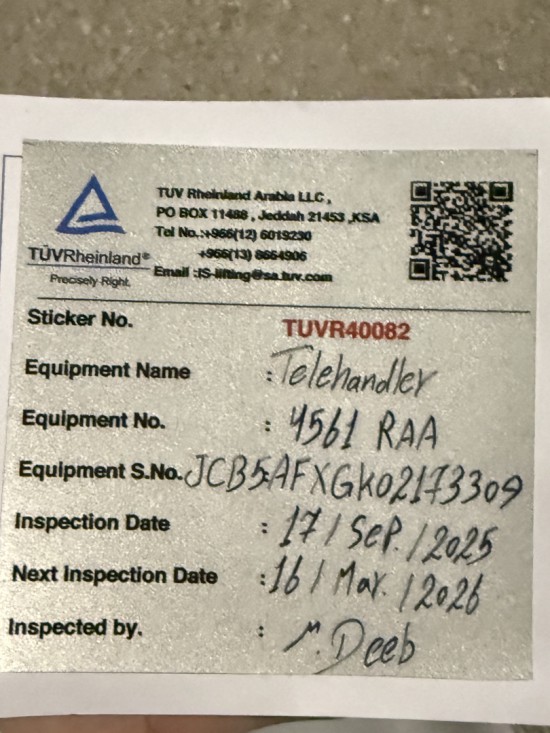 TUV Rheinland Arabia LLC ,
PO BOX 11488 , Jeddah 21453 ,KSA
Tel No.:+966(12) 6019230
+966(13) 8664906
Email :IS-lifting@sa.tuv.com
TÜVRheinland®
Precisely Right.
Sticker No. TUVR40082
Equipment Name : Telehandler
Equipment No. : 4561 RAA
Equipment S.No. JCB5AFXGK02173309
Inspection Date : 17 / Sep. / 2025
Next Inspection Date : 16 / Mar. / 2026
Inspected by. : M. Deeb